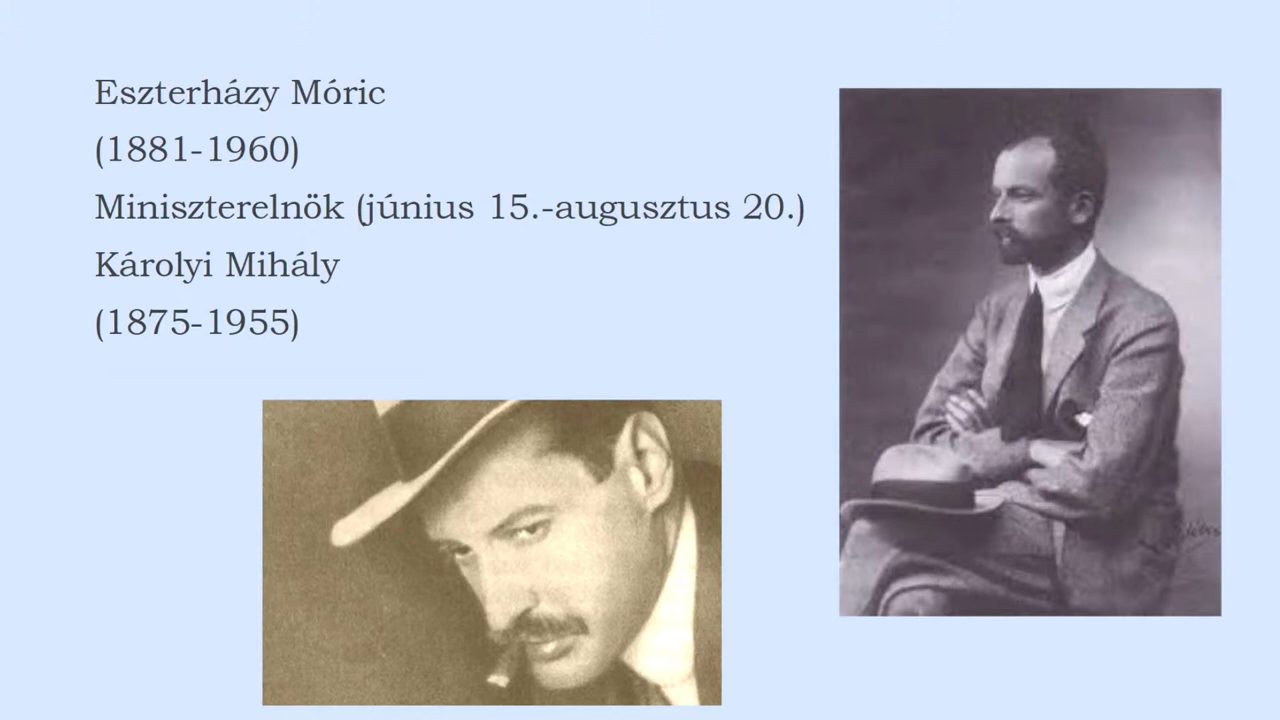 Eszterházy Móric
(1881-1960)
Miniszterelnök (június 15.-augusztus 20.)
Károlyi Mihály
(1875-1955)